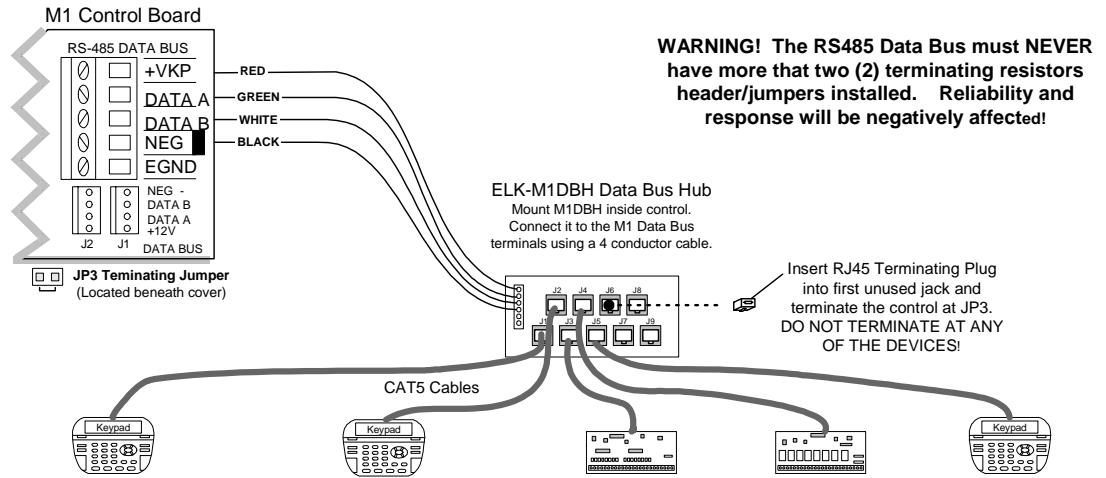 M1 Control Board
RS-485 DATA BUS
+VKP
DATA A
DATA B
NEG
EGND
RED
GREEN
WHITE
BLACK
NEG -
DATA B
DATA A
+12V
J2 J1 DATA BUS
JP3 Teminating Jumper
(Located beneath cover)
WARNING! The RS485 Data Bus must NEVER
have more that two (2) terminating resistors
header/jumpers installed. Reliability and
response will be negatively affected!
ELK-M1DBH Data Bus Hub
Mount M1DBH inside control.
Connect it to the M1 Data Bus
terminals using a 4 conductor cable.
J2 J4 J6 J8
J1 J3 J5 J7 J9
Insert RJ45 Terminating Plug
into first unused jack and
terminate the control at JP3.
DO NOT TERMINATE AT ANY
OF THE DEVICES!
CAT5 Cables
Keypad
Keypad
Keypad